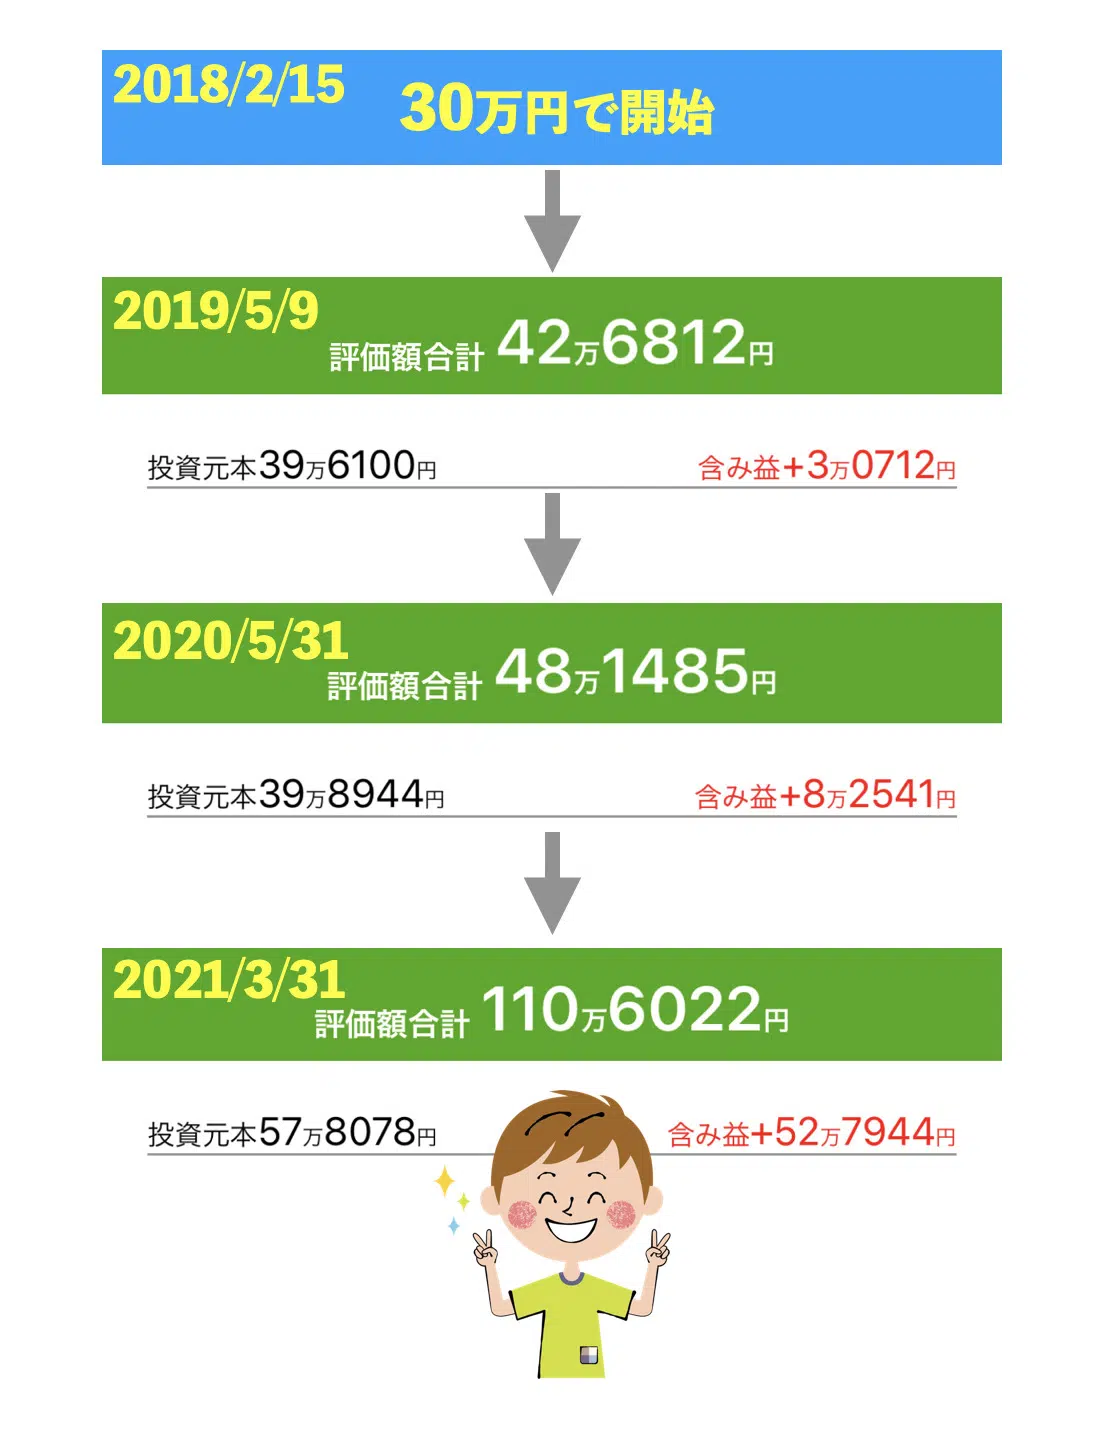 2018/2/15
30万円で開始
2019/5/9
評価額合計 42万6812円
投資元本39万6100円 含み益+3万0712円
2020/5/31
評価額合計 48万1485円
投資元本39万8944円 含み益+8万2541円
2021/3/31
評価額合計 110万6022円
投資元本57万8078円 含み益+52万7944円